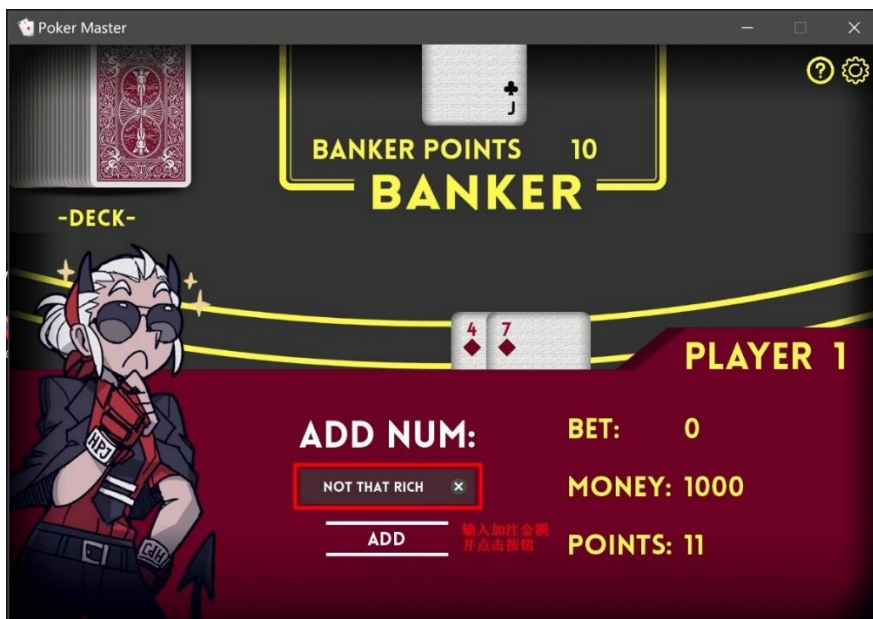 Poker Master
J
BANKER POINTS 10
BANKER
-DECK-
4 7
PLAYER 1
ADD NUM:
BET: 0
NOT THAT RICH
MONEY: 1000
ADD
输入加注金额
并点击按钮
POINTS: 11
HPJ
HPJ